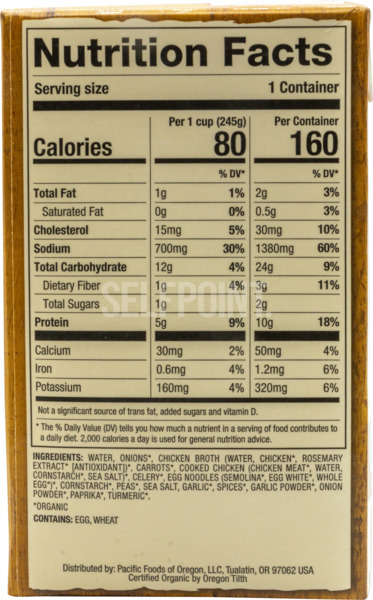 Nutrition Facts
Serving size 1 Container
Per 1 cup (245g) Per Container
Calories 80 160
% DV* % DV*
Total Fat 1g 1% 2g 3%
Saturated Fat 0g 0% 0.5g 3%
Cholesterol 15mg 5% 30mg 10%
Sodium 700mg 30% 1380mg 60%
Total Carbohydrate 12g 4% 24g 9%
Dietary Fiber 1g 4% 3g 11%
Total Sugars 1g 2g
SELFPOINT
Protein 5g 9% 10g 18%
Calcium 30mg 2% 50mg 4%
Iron 0.6mg 4% 1.2mg 6%
Potassium 160mg 4% 320mg 6%
Not a significant source of trans fat, added sugars and vitamin D.
* The % Daily Value (DV) tells you how much a nutrient in a serving of food contributes to
a daily diet. 2,000 calories a day is used for general nutrition advice.
INGREDIENTS: WATER, ONIONS*, CHICKEN BROTH (WATER, CHICKEN*, ROSEMARY
EXTRACT* [ANTIOXIDANT])*, CARROTS*, COOKED CHICKEN (CHICKEN MEAT*, WATER,
CORNSTARCH*, SEA SALT)*, CELERY*, EGG NOODLES (SEMOLINA*, EGG WHITE*, WHOLE
EGG*)*, CORNSTARCH*, PEAS*, SEA SALT, GARLIC*, SPICES*, GARLIC POWDER*, ONION
POWDER*, PAPRIKA*, TURMERIC*.
*ORGANIC
CONTAINS: EGG, WHEAT
Distributed by: Pacific Foods of Oregon, LLC, Tualatin, OR 97062 USA
Certified Organic by Oregon Tilth